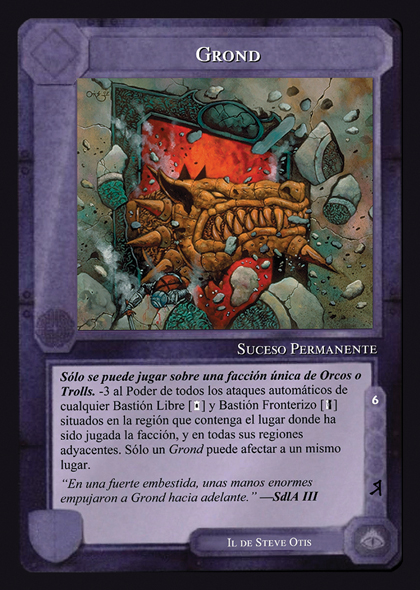 GROND
SUCESO PERMANENTE
Sólo se puede jugar sobre una facción única de Orcos o
Trolls. -3 al Poder de todos los ataques automáticos de
cualquier Bastión Libre [ ] y Bastión Fronterizo [ ]
situados en la región que contenga el lugar donde ha
sido jugada la facción, y en todas sus regiones
adyacentes. Sólo un Grond puede afectar a un mismo
lugar.
6
“En una fuerte embestida, unas manos enormes
empujaron a Grond hacia adelante.” —SdlA III
IL DE STEVE OTIS